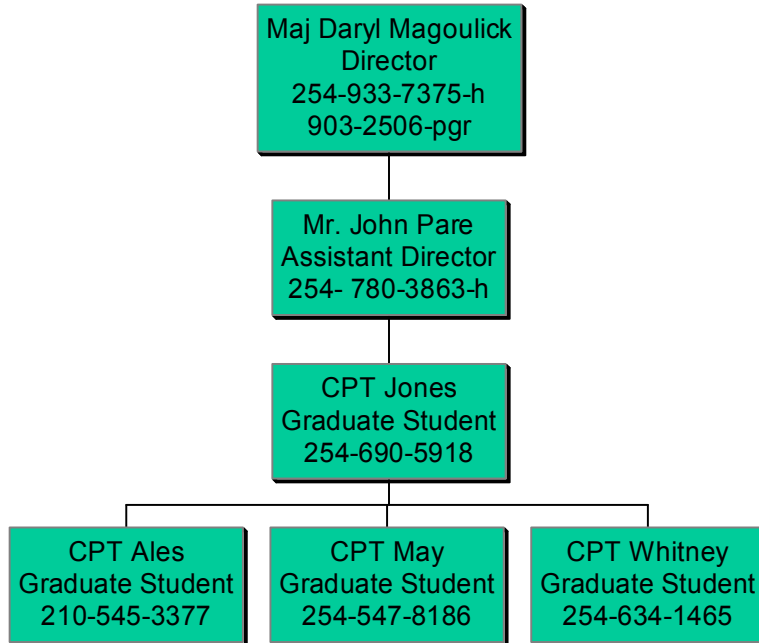 Maj Daryl Magoulick
Director
254-933-7375-h
903-2506-pgr
Mr. John Pare
Assistant Director
254- 780-3863-h
CPT Jones
Graduate Student
254-690-5918
CPT Ales
Graduate Student
210-545-3377
CPT May
Graduate Student
254-547-8186
CPT Whitney
Graduate Student
254-634-1465